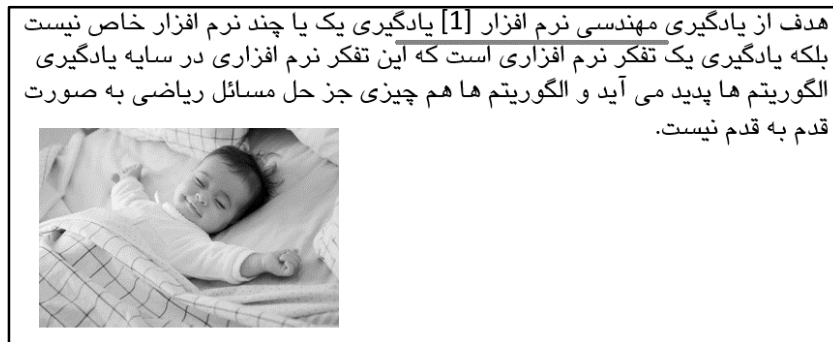 هدف از یادگیری مهندسی نرم افزار [1] یادگیری یک یا چند نرم افزار خاص نیست
بلکه یادگیری یک تفکر نرم افزاری است که این تفکر نرم افزاری در سایه یادگیری
الگوریتم ها پدید می آید و الگوریتم ها هم چیزی جز حل مسائل ریاضی به صورت
قدم به قدم نیست.